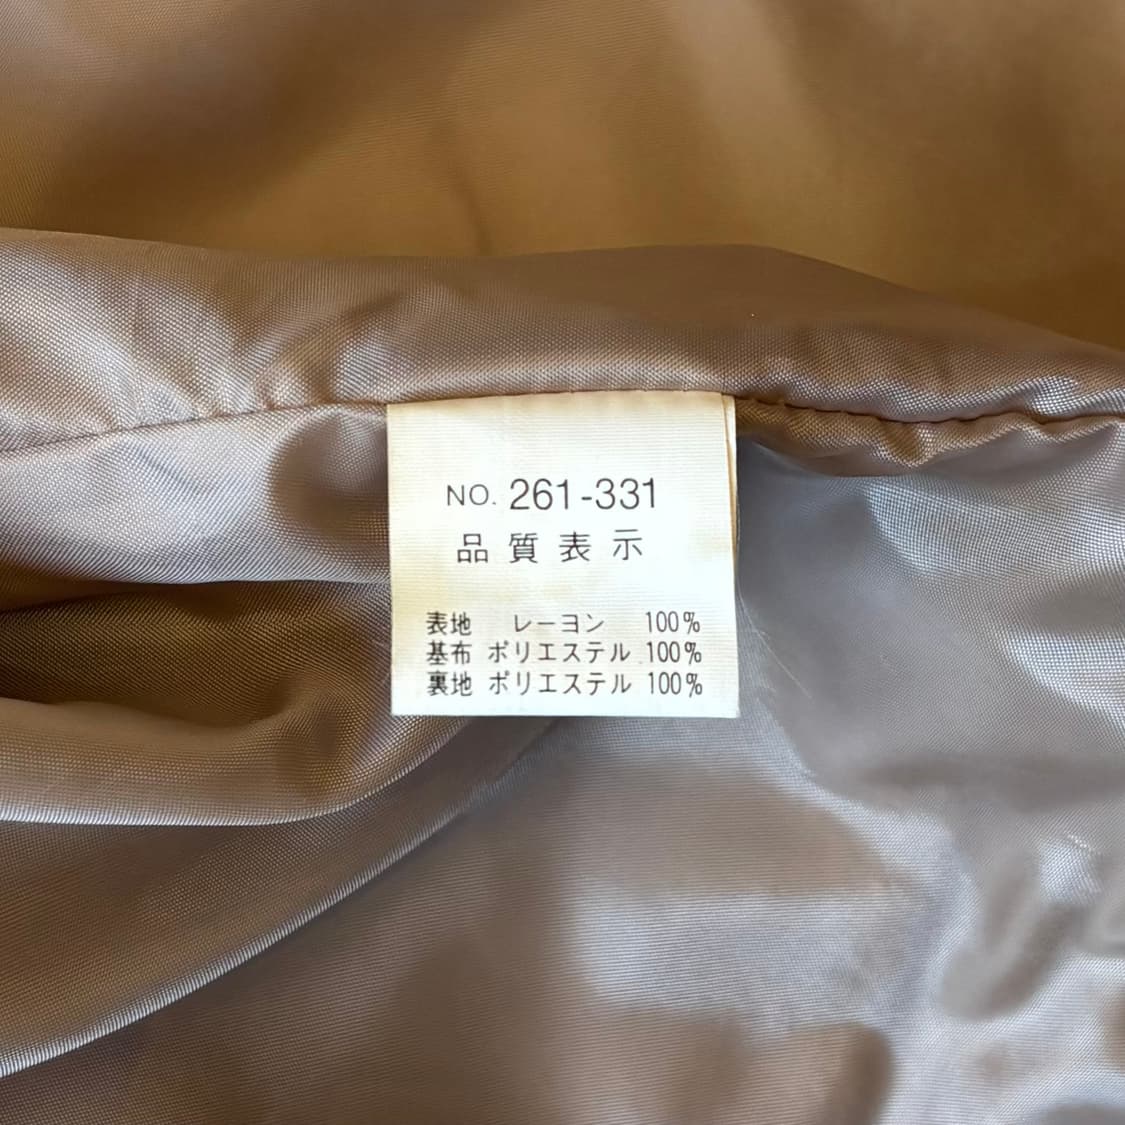 NO. 261-331
品質表示
表地 レーヨン 100%
基布 ポリエステル 100%
裏地 ポリエステル 100%